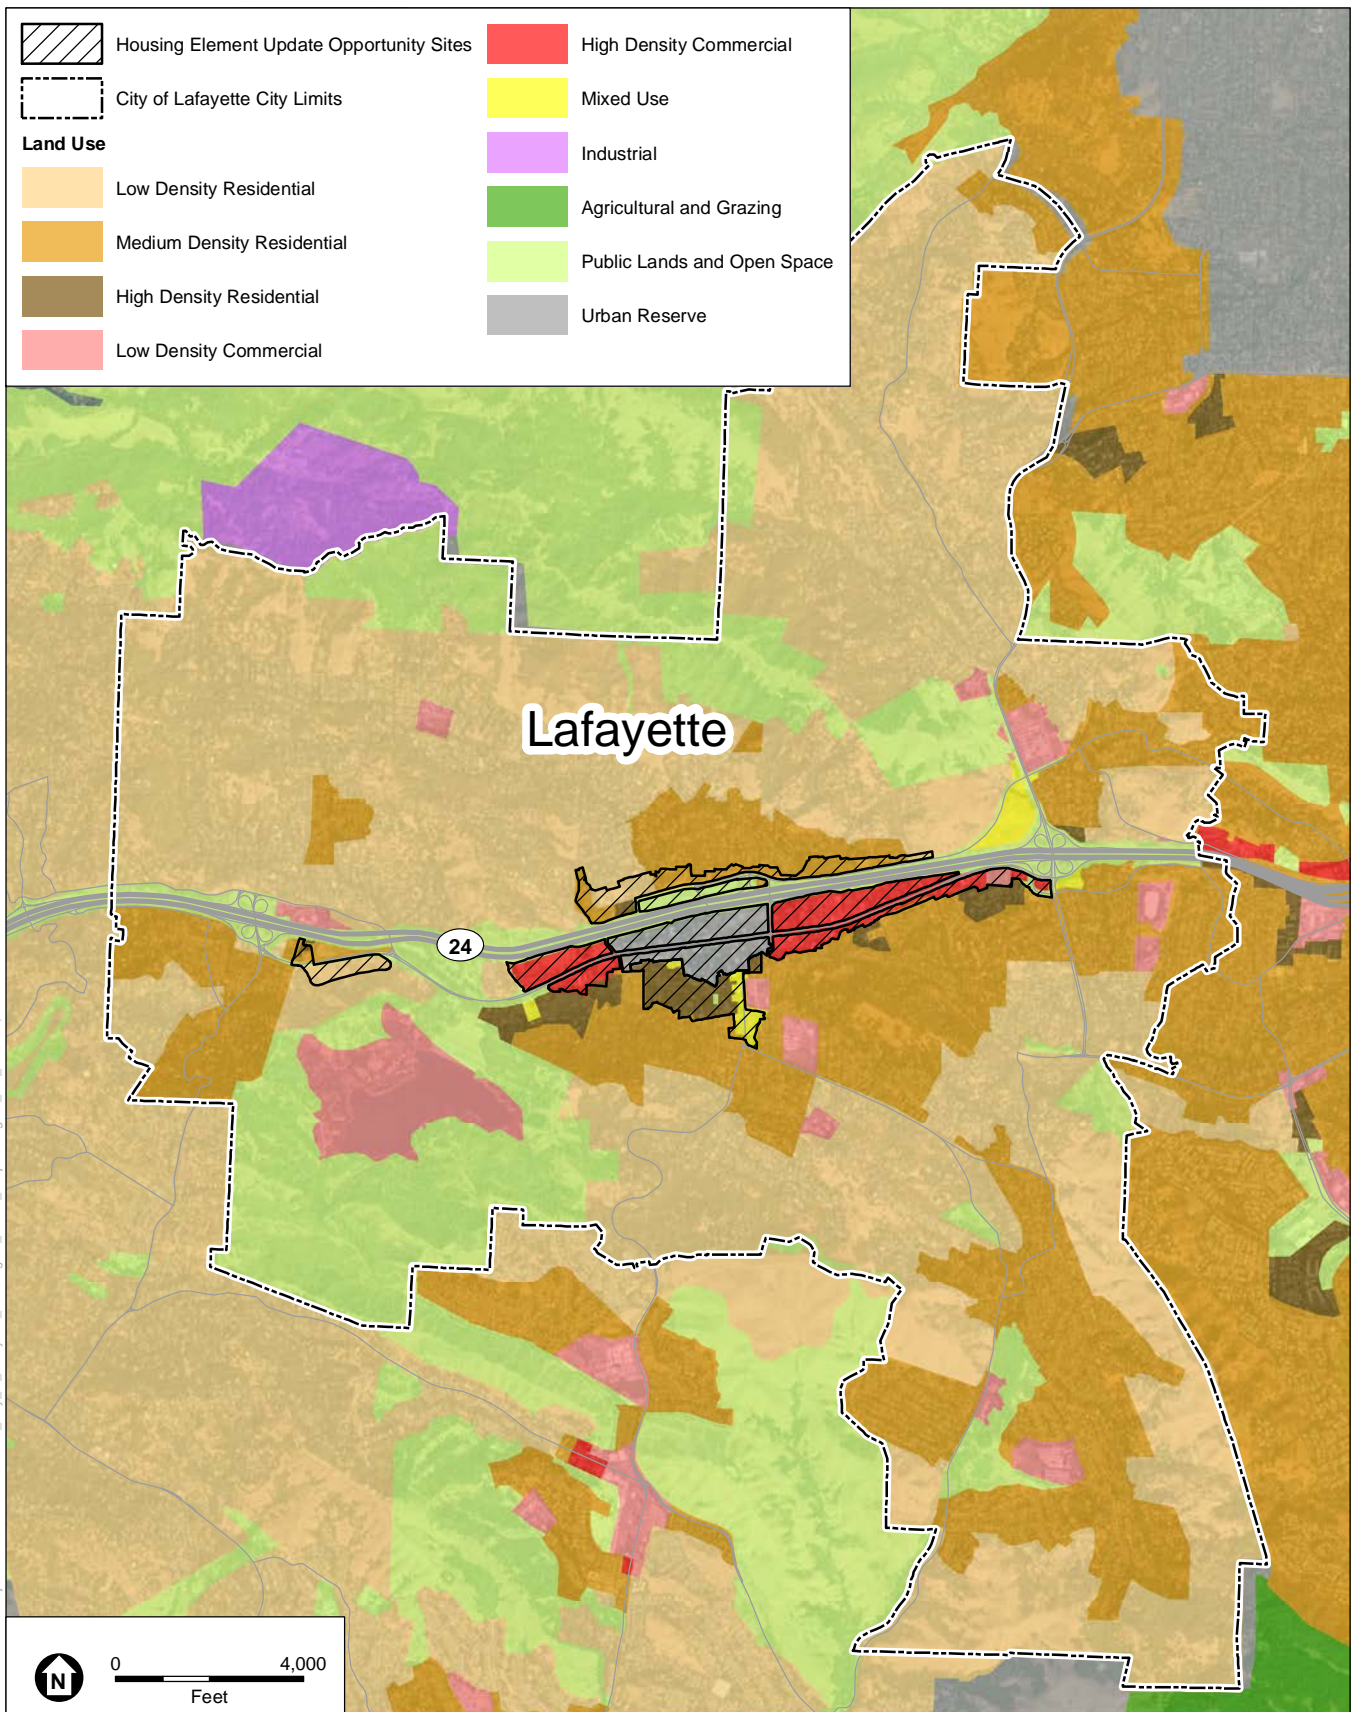 Housing Element Update Opportunity Sites
City of Lafayette City Limits
Land Use
Low Density Residential
Medium Density Residential
High Density Residential
Low Density Commercial
High Density Commercial
Mixed Use
Industrial
Agricultural and Grazing
Public Lands and Open Space
Urban Reserve
Lafayette
24
N
0 4,000
Feet